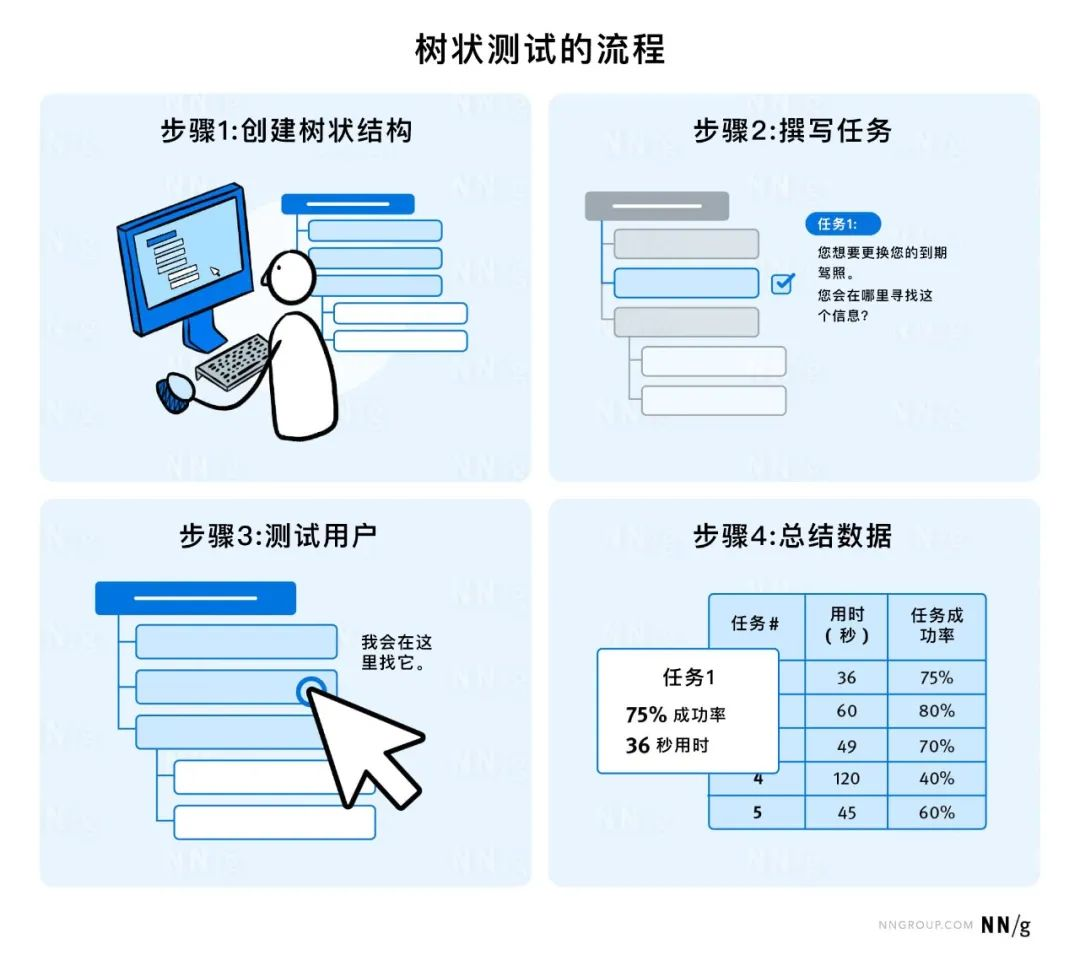 树状测试的流程
步骤1:创建树状结构
步骤2:撰写任务
任务1:
您想要更换您的到期
驾照。
您会在哪里寻找这
个信息?
步骤3:测试用户
我会在这
里找它。
步骤4:总结数据
任务# 用时 任务成
(秒) 功率
任务1
75% 成功率
36 秒用时
36 75%
60 80%
49 70%
4 120 40%
5 45 60%
NNGROUP.COM NN/g